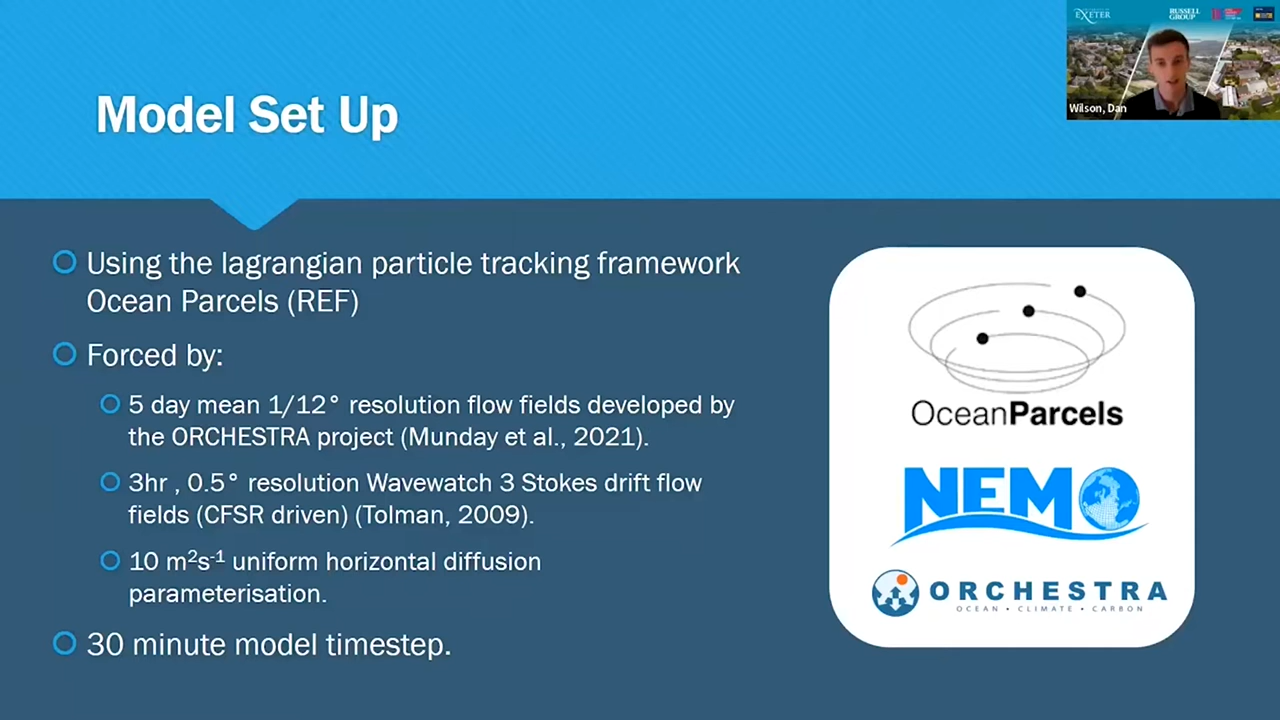 EXETER
RUSSELL
GROUP
Wilson, Dan
Model Set Up
Using the lagrangian particle tracking framework
Ocean Parcels (REF)
Forced by:
5 day mean 1/12° resolution flow fields developed by
the ORCHESTRA project (Munday et al., 2021).
3hr , 0.5° resolution Wavewatch 3 Stokes drift flow
fields (CFSR driven) (Tolman, 2009).
10 m²s⁻¹ uniform horizontal diffusion
parameterisation.
30 minute model timestep.
OceanParcels
NEMO
ORCHESTRA
OCEAN • CLIMATE • CARBON